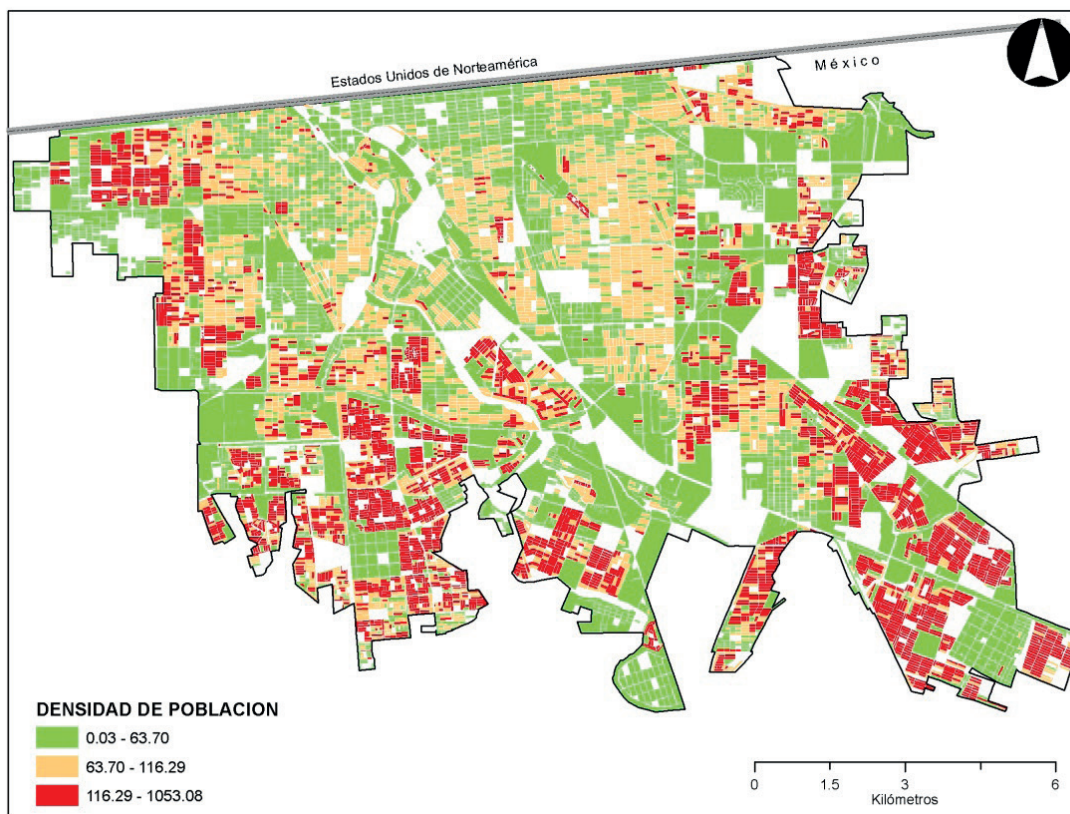 Estados Unidos de Norteamérica
México
DENSIDAD DE POBLACION
0.03 - 63.70
63.70 - 116.29
116.29 - 1053.08
0 1.5 3 6
Kilómetros